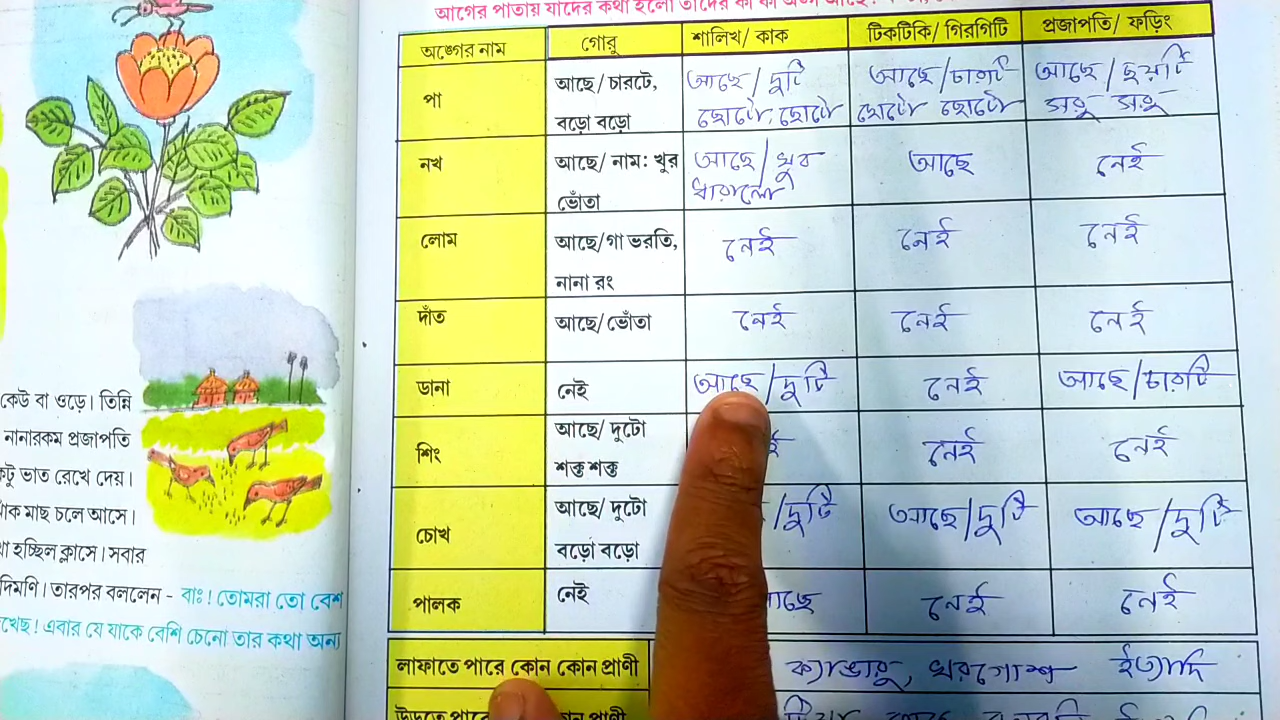 আগের পাতায় যাদের কথা হলো তাদের কী কী
অঙ্গের নাম গোরু শালিখ/ কাক টিকটিকি/ গিরগিটি প্রজাপতি/ ফড়িং
পা আছে/ চারটে, আছে/দুটি আছে/চারটি আছে/ছয়টি
বড়ো বড়ো ছোটো ছোটো ছোটো ছোটো সরু সরু
নখ আছে/ নাম: খুর আছে/খুব আছে নেই
ভোঁতা ধারালো
লোম আছে/গা ভরতি, নেই নেই নেই
নানা রং
দাঁত আছে/ভোঁতা নেই নেই নেই
ডানা নেই আছে/দুটি নেই আছে/চারটি
শিং আছে/ দুটো নেই নেই
শক্ত শক্ত
চোখ আছে/ দুটো /দুটি আছে/দুটি আছে/দুটি
বড়ো বড়ো
পালক নেই নেই নেই
লাফাতে পারে কোন কোন প্রাণী ক্যাঙারু, খরগোশ ইত্যাদি
কেউ বা ওড়ে। তিন্নি
নানারকম প্রজাপতি
ভাত রেখে দেয়।
মাছ চলে আসে।
হচ্ছিল ক্লাসে। সবার
দিমণি। তারপর বললেন - বাঃ! তোমরা তো বেশ
এবার যে যাকে বেশি চেনো তার কথা অন্য